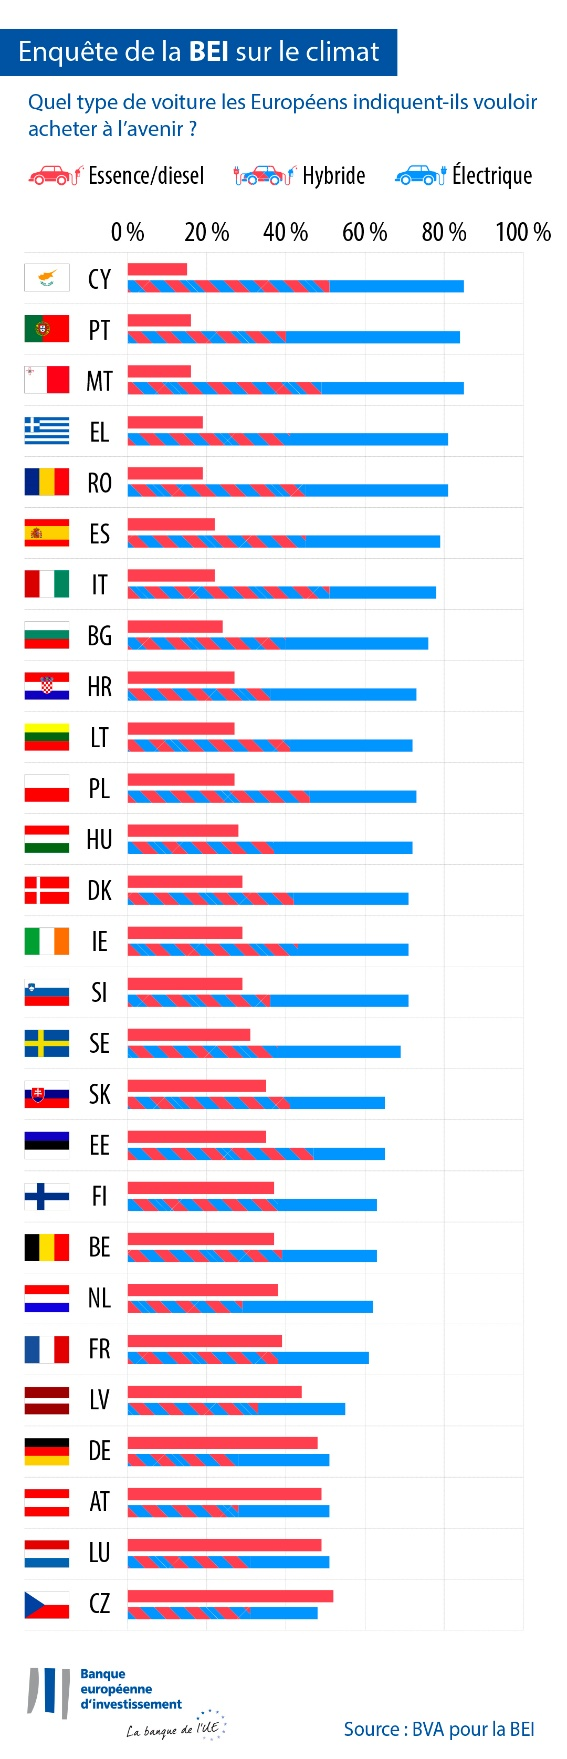 Enquête de la BEI sur le climat
Quel type de voiture les Européens indiquent-ils vouloir
acheter à l'avenir ?
Essence/diesel Hybride Électrique
0 % 20 % 40 % 60 % 80 % 100 %
CY
PT
MT
EL
RO
ES
IT
BG
HR
LT
PL
HU
DK
IE
SI
SE
SK
EE
FI
BE
NL
FR
LV
DE
AT
LU
CZ
Banque
européenne
d'investissement
La banque de l'UE
Source : BVA pour la BEI